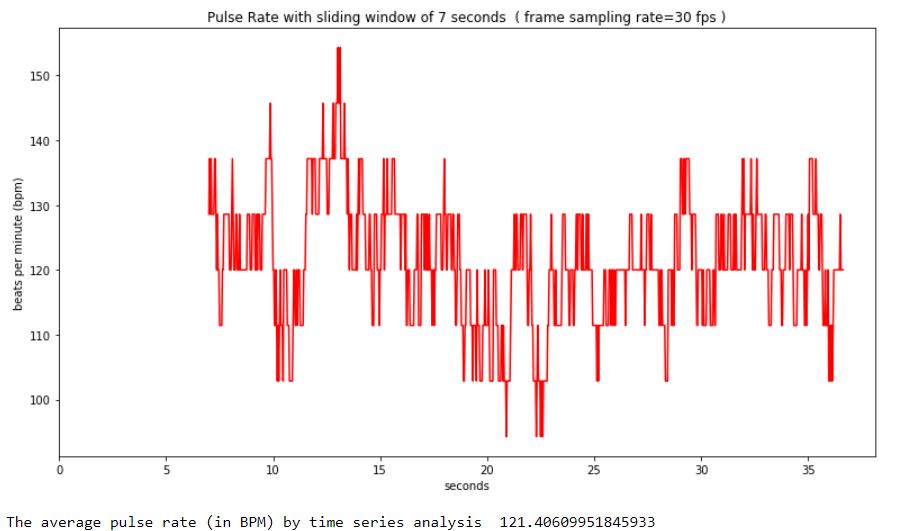 Pulse Rate with sliding window of 7 seconds  ( frame sampling rate=30 fps )
150
140
130
120
110
100
beats per minute (bpm)
0 5 10 15 20 25 30 35
seconds
The average pulse rate (in BPM) by time series analysis  121.40609951845933